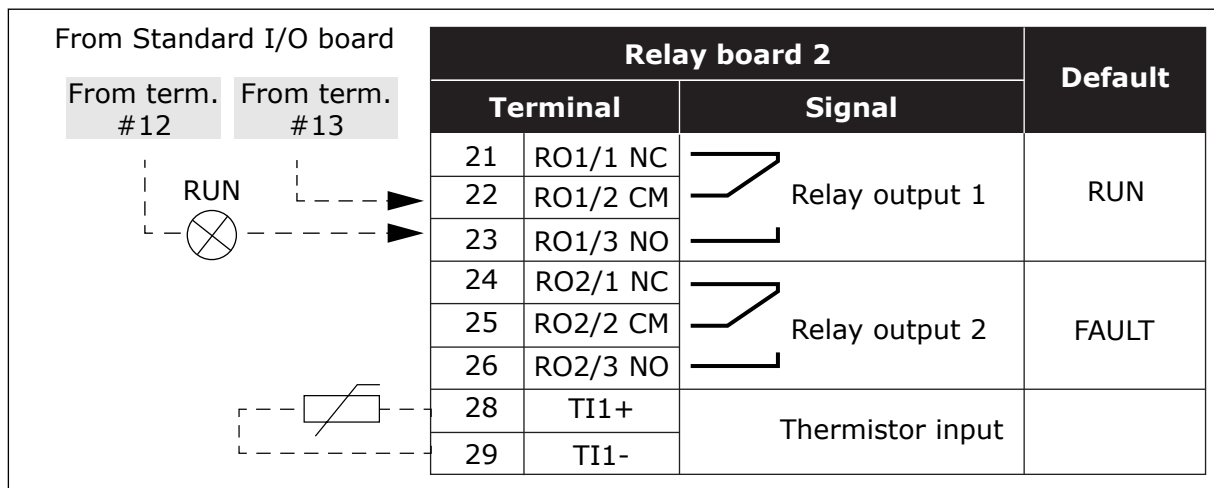 From Standard I/O board
From term. #12
From term. #13
RUN
Relay board 2
Default
Terminal
Signal
21 RO1/1 NC
22 RO1/2 CM
23 RO1/3 NO
Relay output 1
RUN
24 RO2/1 NC
25 RO2/2 CM
26 RO2/3 NO
Relay output 2
FAULT
28 TI1+
29 TI1-
Thermistor input